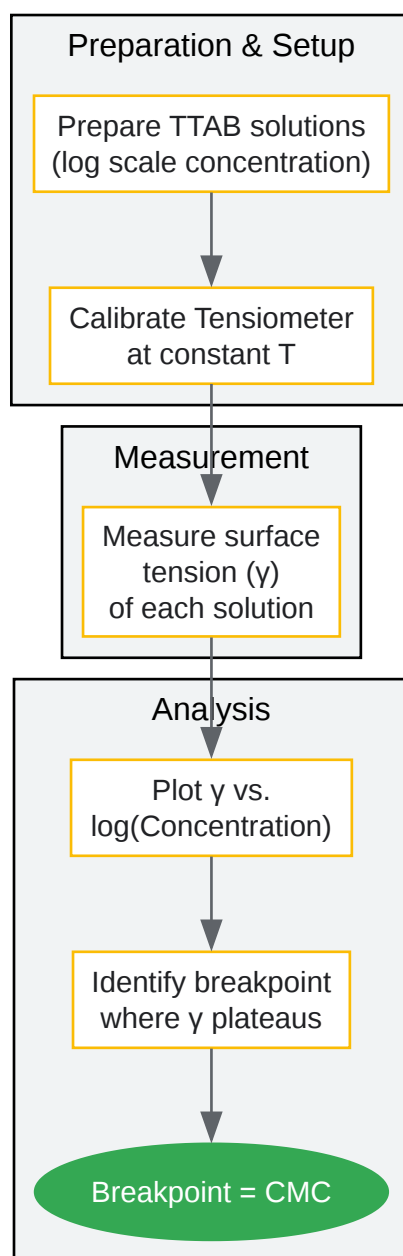 Preparation & Setup
Prepare TTAB solutions
(log scale concentration)
Calibrate Tensiometer
at constant T
Measurement
Measure surface
tension (γ)
of each solution
Analysis
Plot γ vs.
log(Concentration)
Identify breakpoint
where γ plateaus
Breakpoint = CMC